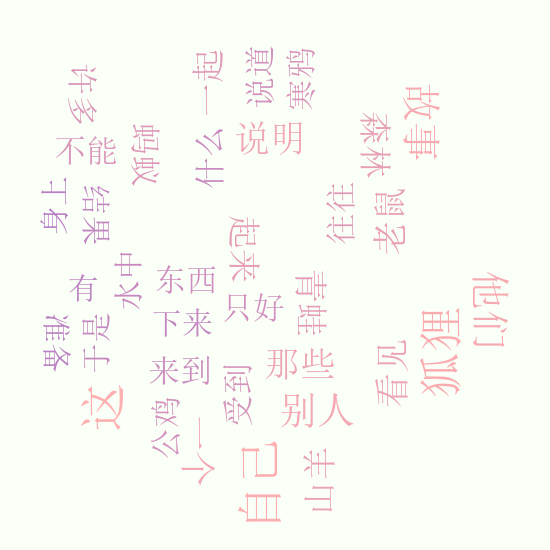 许多
一起
说道
寒鸦
故事
不能
蚂蚁
什么
说明
森林
身上
结果
往往
老鼠
起来
有
水中
东西
只好
青蛙
他们
准备
于是
下来
狐狸
这
来到
受到
那些
看见
公鸡
一个
别人
自己
山羊